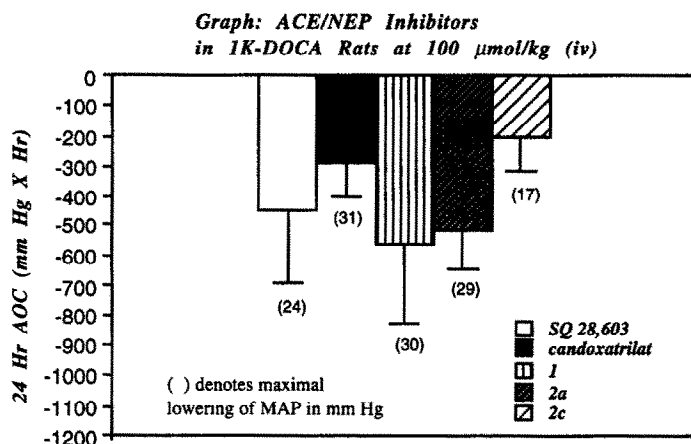 Graph: ACE/NEP Inhibitors
in 1K-DOCA Rats at 100 μmol/kg (iv)
24 Hr AOC (mm Hg X Hr)
0
-100
-200
-300
-400
-500
-600
-700
-800
-900
-1000
-1100
-1200
(24)
(31)
(30)
(29)
(17)
SQ 28,603
candoxatrilat
1
2a
2c
( ) denotes maximal
lowering of MAP in mm Hg